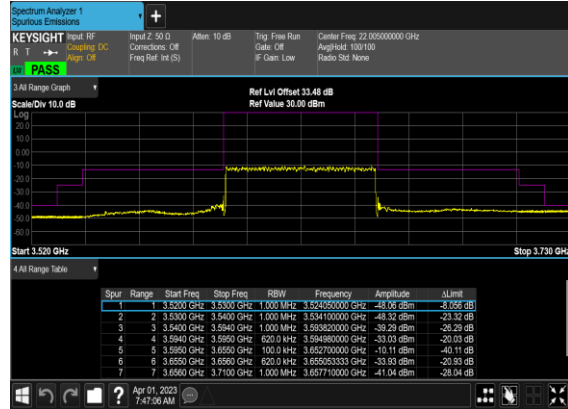 Spectrum Analyzer 1
Spurious Emissions
KEYSIGHT Input: RF Input Z: 50 Ω Atten: 10 dB Trig: Free Run Center Freq: 22.005000000 GHz
R T Coupling: DC Corrections: Off Gate: Off Avg|Hold: 100/100
Align: Off Freq Ref: Int (S) IF Gain: Low Radio Std: None
PASS
3 All Range Graph
Ref Lvl Offset 33.48 dB
Scale/Div 10.0 dB Ref Value 30.00 dBm
Log
20.0
10.0
0.00
-10.0
-20.0
-30.0
-40.0
-50.0
-60.0
Start 3.520 GHz Stop 3.730 GHz
4 All Range Table
Spur Range Start Freq Stop Freq RBW Frequency Amplitude ΔLimit
1 1 3.5200 GHz 3.5300 GHz 1.000 MHz 3.524050000 GHz -48.06 dBm -8.056 dB
2 2 3.5300 GHz 3.5400 GHz 1.000 MHz 3.534100000 GHz -48.32 dBm -23.32 dB
3 3 3.5400 GHz 3.5940 GHz 1.000 MHz 3.593820000 GHz -39.29 dBm -26.29 dB
4 4 3.5940 GHz 3.5950 GHz 620.0 kHz 3.594980000 GHz -33.03 dBm -20.03 dB
5 5 3.5950 GHz 3.6550 GHz 100.0 kHz 3.652700000 GHz -10.11 dBm -40.11 dB
6 6 3.6550 GHz 3.6560 GHz 620.0 kHz 3.655053333 GHz -33.93 dBm -20.93 dB
7 7 3.6560 GHz 3.7100 GHz 1.000 MHz 3.657710000 GHz -41.04 dBm -28.04 dB
Apr 01, 2023
7:47:06 AM